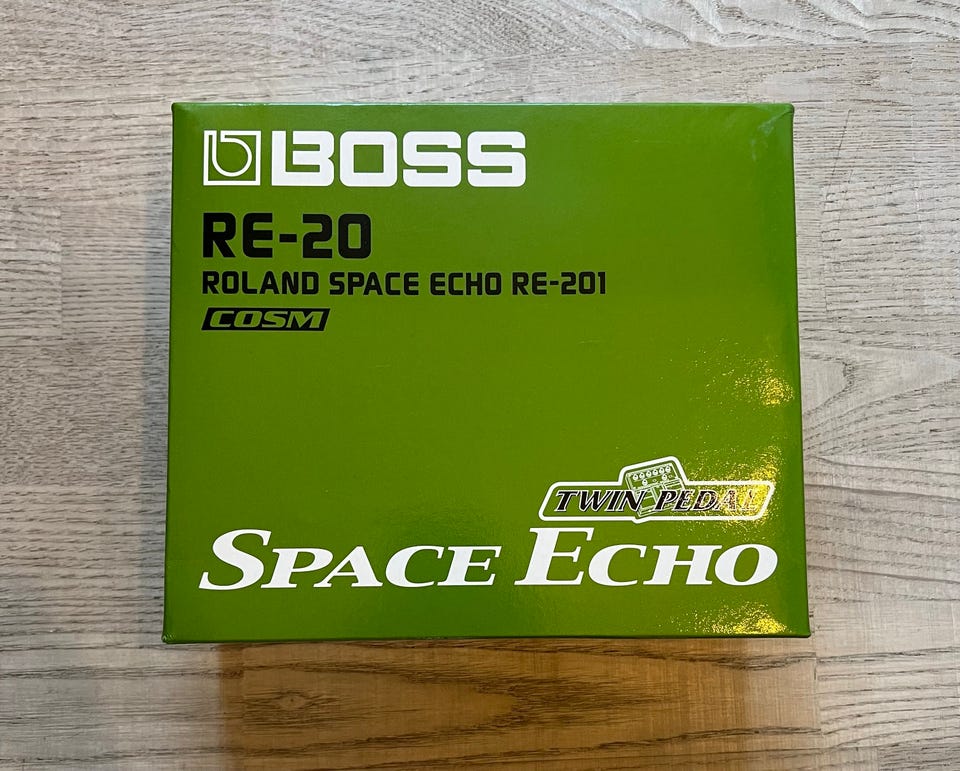 BOSS
RE-20
ROLAND SPACE ECHO RE-201
COSM
TWIN PEDAL
SPACE ECHO